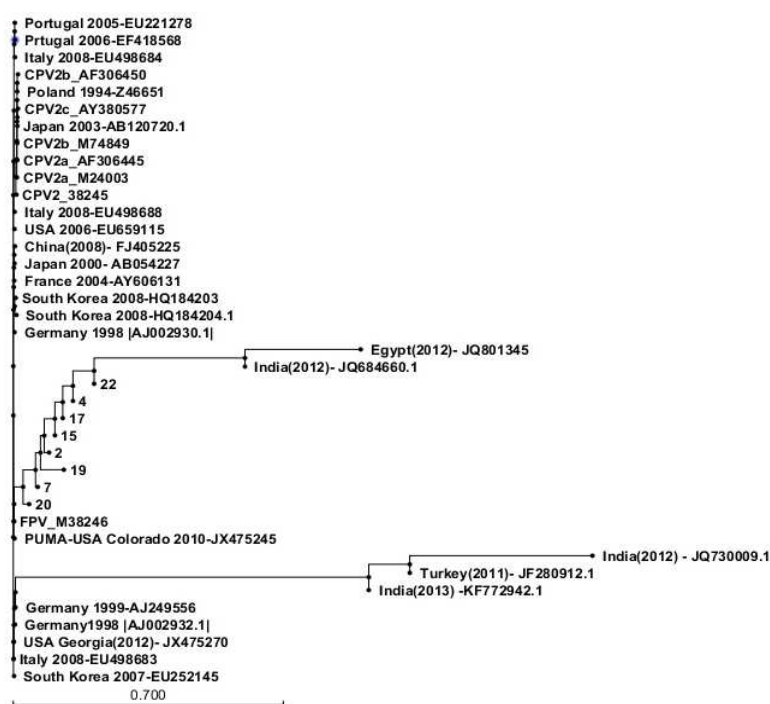 Portugal 2005-EU221278
Prtugal 2006-EF418568
Italy 2008-EU498684
CPV2b_AF306450
Poland 1994-Z46651
CPV2c_AY380577
Japan 2003-AB120720.1
CPV2b_M74849
CPV2a_AF306445
CPV2a_M24003
CPV2_38245
Italy 2008-EU498688
USA 2006-EU659115
China(2008)- FJ405225
Japan 2000- AB054227
France 2004-AY606131
South Korea 2008-HQ184203
South Korea 2008-HQ184204.1
Germany 1998 |AJ002930.1|
Egypt(2012)- JQ801345
India(2012)- JQ684660.1
22
4
17
15
2
19
7
20
FPV_M38246
PUMA-USA Colorado 2010-JX475245
India(2012) - JQ730009.1
Turkey(2011)- JF280912.1
India(2013) -KF772942.1
Germany 1999-AJ249556
Germany1998 |AJ002932.1|
USA Georgia(2012)- JX475270
Italy 2008-EU498683
South Korea 2007-EU252145
0.700